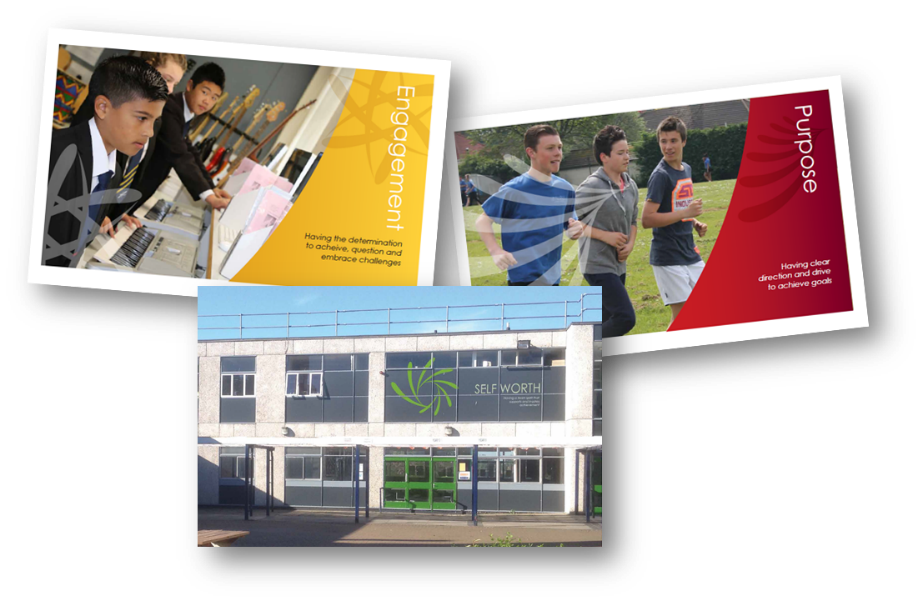 Engagement
Having the determination
to acheive, question and
embrace challenges
Purpose
Having clear
direction and drive
to achieve goals
SELF WORTH